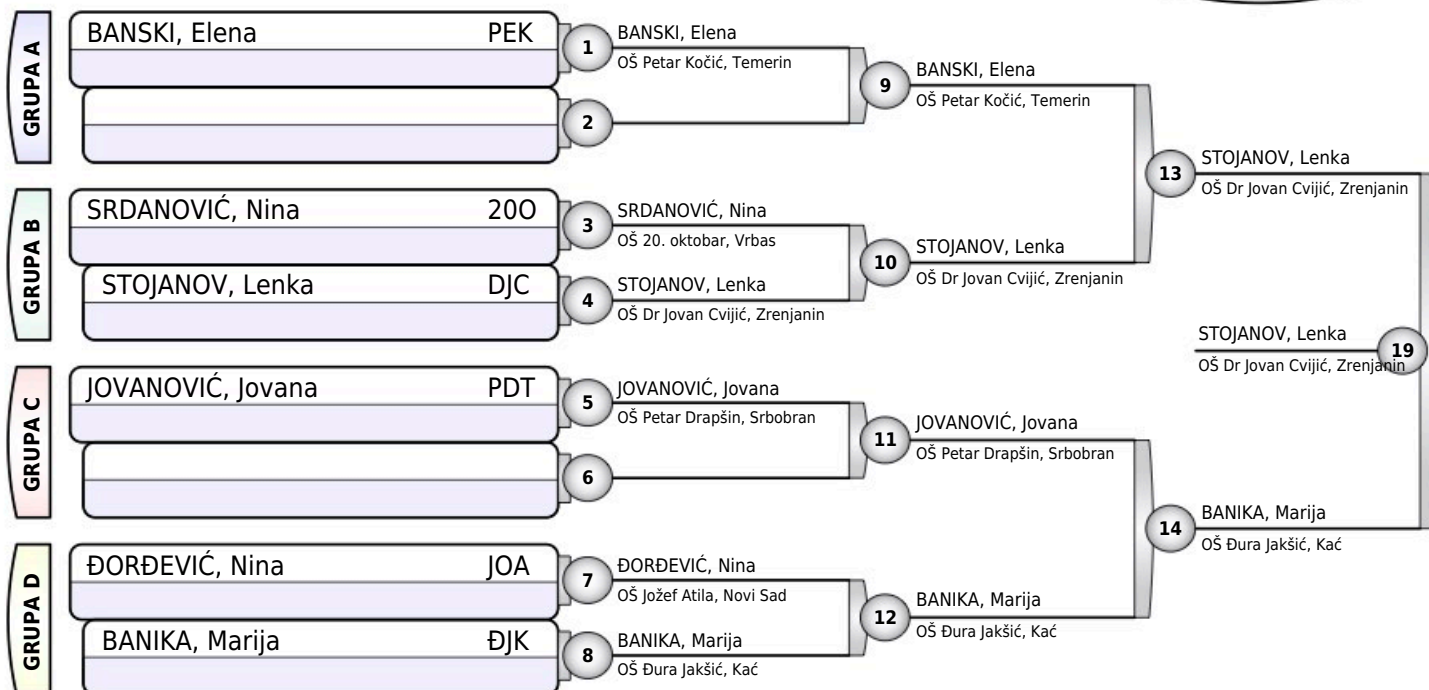 GRUPA A
BANSKI, Elena PEK
1
BANSKI, Elena
OŠ Petar Kočić, Temerin
2
9
BANSKI, Elena
OŠ Petar Kočić, Temerin
GRUPA B
SRDANOVIĆ, Nina 20O
3
SRDANOVIĆ, Nina
OŠ 20. oktobar, Vrbas
STOJANOV, Lenka DJC
4
STOJANOV, Lenka
OŠ Dr Jovan Cvijić, Zrenjanin
10
STOJANOV, Lenka
OŠ Dr Jovan Cvijić, Zrenjanin
13
STOJANOV, Lenka
OŠ Dr Jovan Cvijić, Zrenjanin
STOJANOV, Lenka
OŠ Dr Jovan Cvijić, Zrenjanin
19
GRUPA C
JOVANOVIĆ, Jovana PDT
5
JOVANOVIĆ, Jovana
OŠ Petar Drapšin, Srbobran
6
11
JOVANOVIĆ, Jovana
OŠ Petar Drapšin, Srbobran
GRUPA D
ĐORĐEVIĆ, Nina JOA
7
ĐORĐEVIĆ, Nina
OŠ Jožef Atila, Novi Sad
BANIKA, Marija ĐJK
8
BANIKA, Marija
OŠ Đura Jakšić, Kać
12
BANIKA, Marija
OŠ Đura Jakšić, Kać
14
BANIKA, Marija
OŠ Đura Jakšić, Kać